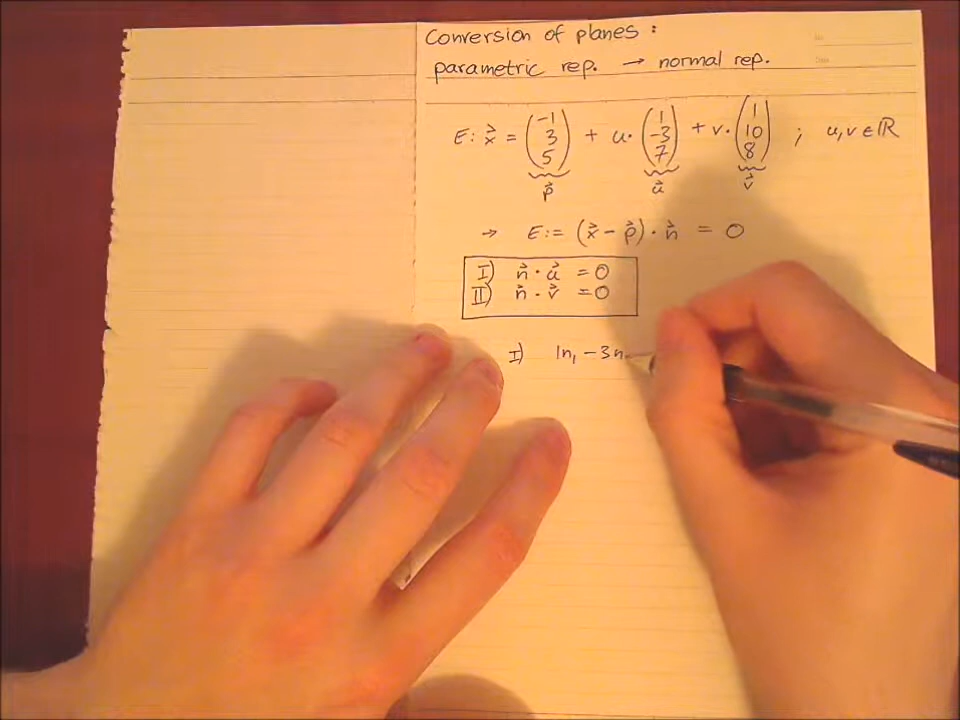 Conversion of planes :
parametric rep. → normal rep.
E: x⃗ = (-1 3 5) + u· (1 -3 7) + v· (1 10 8) ; u,v ∈ ℝ
p⃗ u⃗ v⃗
→ E:= (x⃗ - p⃗) · n⃗ = 0
I) n⃗ · u⃗ = 0
II) n⃗ · v⃗ = 0
I) 1n₁ - 3n